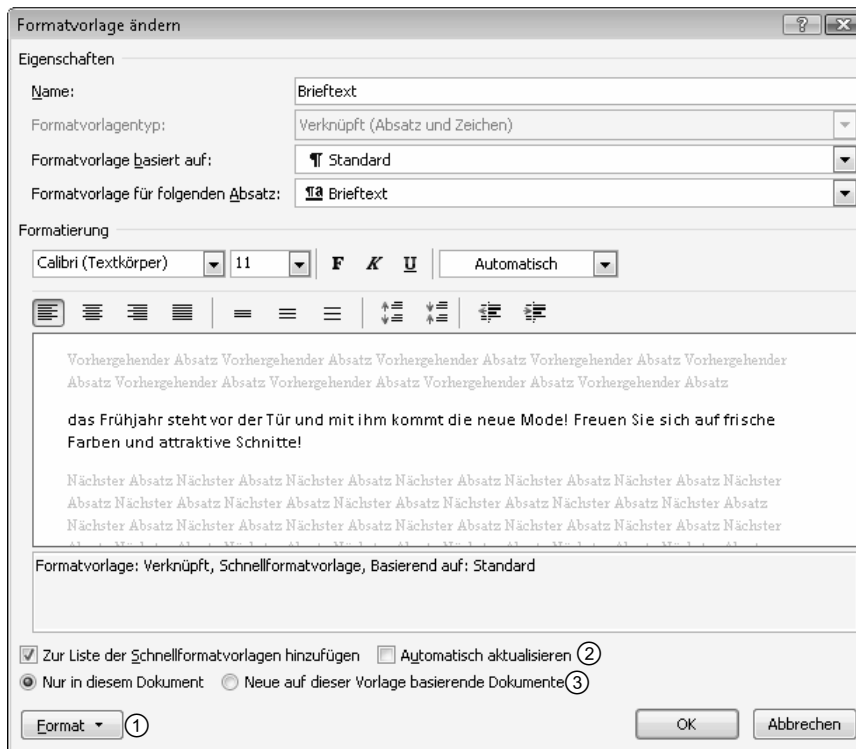 Formatvorlage ändern
Eigenschaften
Name: Brieftext
Formatvorlagentyp: Verknüpft (Absatz und Zeichen)
Formatvorlage basiert auf: ¶ Standard
Formatvorlage für folgenden Absatz: ¶a Brieftext
Formatierung
Calibri (Textkörper) 11 F K U Automatisch
Vorhergehender Absatz Vorhergehender Absatz Vorhergehender Absatz Vorhergehender Absatz Vorhergehender
Absatz Vorhergehender Absatz Vorhergehender Absatz Vorhergehender Absatz Vorhergehender Absatz
das Frühjahr steht vor der Tür und mit ihm kommt die neue Mode! Freuen Sie sich auf frische
Farben und attraktive Schnitte!
Nächster Absatz Nächster Absatz Nächster Absatz Nächster Absatz Nächster Absatz Nächster
Absatz Nächster Absatz Nächster Absatz Nächster Absatz Nächster Absatz Nächster Absatz
Nächster Absatz Nächster Absatz Nächster Absatz Nächster Absatz Nächster Absatz Nächster
Formatvorlage: Verknüpft, Schnellformatvorlage, Basierend auf: Standard
Zur Liste der Schnellformatvorlagen hinzufügen Automatisch aktualisieren ②
Nur in diesem Dokument Neue auf dieser Vorlage basierende Dokumente ③
Format ① OK Abbrechen